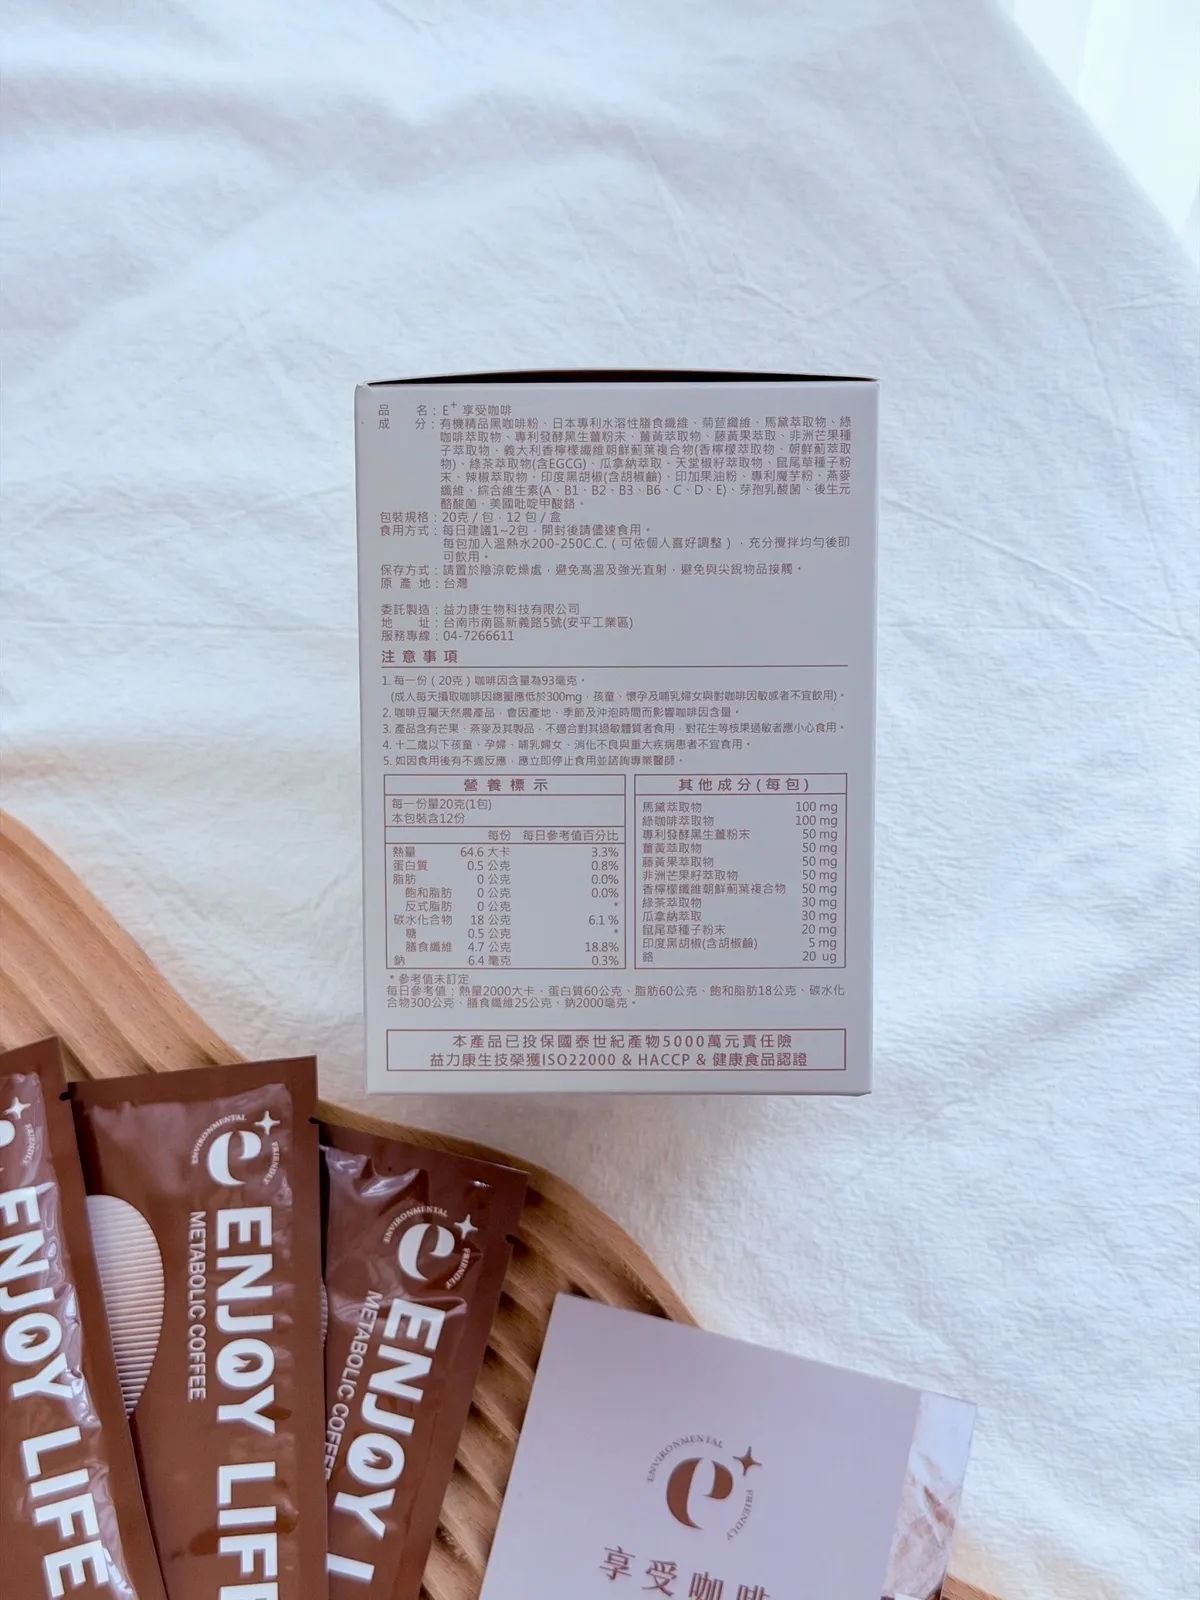 品　　名：E⁺ 享受咖啡
成　　分：有機精品黑咖啡粉、日本專利水溶性膳食纖維、菊苣纖維、馬黛萃取物、綠
咖啡萃取物、專利發酵黑生薑粉末、薑黃萃取物、藤黃果萃取、非洲芒果種
子萃取物、義大利香檸檬纖維朝鮮薊葉複合物(香檸檬萃取物、朝鮮薊萃取
物)、綠茶萃取物(含EGCG)、瓜拿納萃取、天堂椒籽萃取物、鼠尾草種子粉
末、辣椒萃取物、印度黑胡椒(含胡椒鹼)、印加果油粉、專利魔芋粉、燕麥
纖維、綜合維生素(A、B1、B2、B3、B6、C、D、E)、芽孢乳酸菌、後生元
酪酸菌、美國吡啶甲酸鉻。
包裝規格：20克 / 包，12 包 / 盒
食用方式：每日建議1~2包，開封後請儘速食用。
每包加入溫熱水200-250C.C.（可依個人喜好調整），充分攪拌均勻後即
可飲用。
保存方式：請置於陰涼乾燥處，避免高溫及強光直射，避免與尖銳物品接觸。
原 產 地：台灣
委託製造：益力康生物科技有限公司
地　　址：台南市南區新義路5號(安平工業區)
服務專線：04-7266611
注意事項
1. 每一份（20克）咖啡因含量為93毫克。
(成人每天攝取咖啡因總量應低於300mg，孩童、懷孕及哺乳婦女與對咖啡因敏感者不宜飲用)。
2. 咖啡豆屬天然農產品，會因產地、季節及沖泡時間而影響咖啡因含量。
3. 產品含有芒果、燕麥及其製品，不適合對其過敏體質者食用，對花生等核果過敏者應小心食用。
4. 十二歲以下孩童、孕婦、哺乳婦女、消化不良與重大疾病患者不宜食用。
5. 如因食用後有不適反應，應立即停止食用並諮詢專業醫師。
營養標示
每一份量20克(1包)
本包裝含12份
每份 每日參考值百分比
熱量 64.6 大卡 3.3%
蛋白質 0.5 公克 0.8%
脂肪 0 公克 0.0%
飽和脂肪 0 公克 0.0%
反式脂肪 0 公克 *
碳水化合物 18 公克 6.1 %
糖 0.5 公克 *
膳食纖維 4.7 公克 18.8%
鈉 6.4 毫克 0.3%
其他成分(每包)
馬黛萃取物 100 mg
綠咖啡萃取物 100 mg
專利發酵黑生薑粉末 50 mg
薑黃萃取物 50 mg
藤黃果萃取物 50 mg
非洲芒果籽萃取物 50 mg
香檸檬纖維朝鮮薊葉複合物 50 mg
綠茶萃取物 30 mg
瓜拿納萃取 30 mg
鼠尾草種子粉末 20 mg
印度黑胡椒(含胡椒鹼) 5 mg
鉻 20 ug
* 參考值未訂定
每日參考值：熱量2000大卡、蛋白質60公克、脂肪60公克、飽和脂肪18公克、碳水化
合物300公克、膳食纖維25公克、鈉2000毫克。
本產品已投保國泰世紀產物5000萬元責任險
益力康生技榮獲ISO22000 & HACCP & 健康食品認證
FRIENDLY
ENJOY LIFE
ENVIRONMENTAL FRIENDLY
e
ENJOY LIFE
METABOLIC COFFEE
ENVIRONMENTAL FRIENDLY
e
ENJOY L
METABOLIC COFFEE
ENVIRONMENTAL FRIENDLY
e
享受咖啡